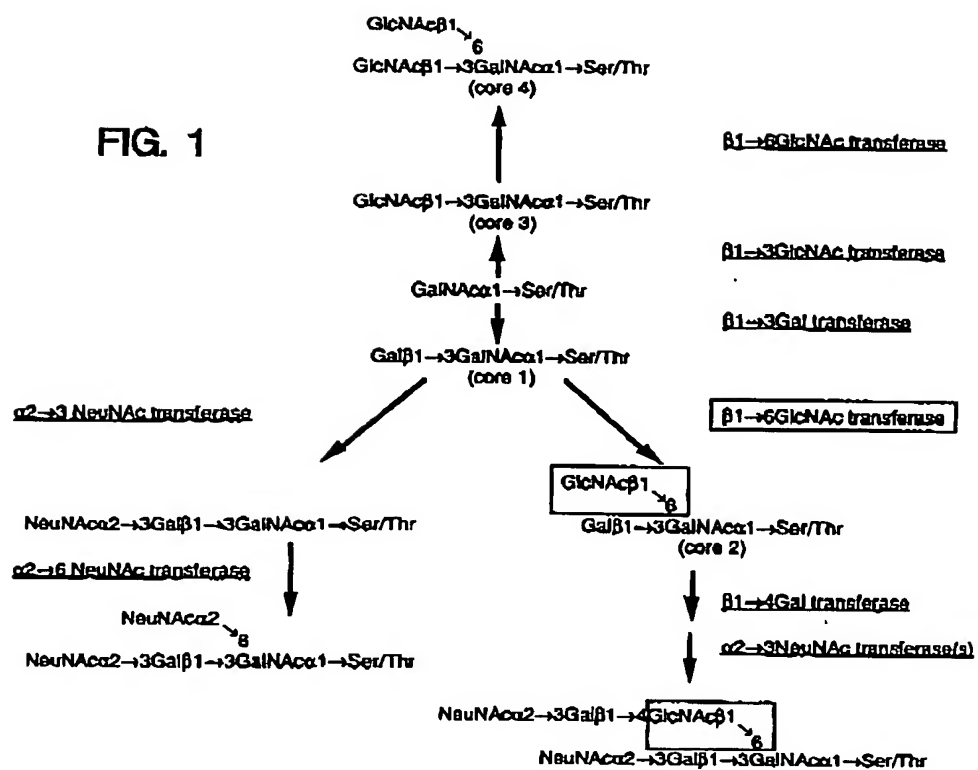 GlcNAcβ1↘
6
GlcNAcβ1→3GalNAcα1→Ser/Thr
(core 4)
FIG. 1
β1→6GlcNAc transferase
GlcNAcβ1→3GalNAcα1→Ser/Thr
(core 3)
β1→3GlcNAc transferase
GalNAcα1→Ser/Thr
β1→3Gal transferase
Galβ1→3GalNAcα1→Ser/Thr
(core 1)
α2→3 NeuNAc transferase
β1→6GlcNAc transferase
GlcNAcβ1↘
6
Galβ1→3GalNAcα1→Ser/Thr
(core 2)
NeuNAcα2→3Galβ1→3GalNAcα1→Ser/Thr
α2→6 NeuNAc transferase
β1→4Gal transferase
NeuNAcα2↘
6
NeuNAcα2→3Galβ1→3GalNAcα1→Ser/Thr
α2→3NeuNAc transferase(s)
NeuNAcα2→3Galβ1→4GlcNAcβ1↘
6
NeuNAcα2→3Galβ1→3GalNAcα1→Ser/Thr